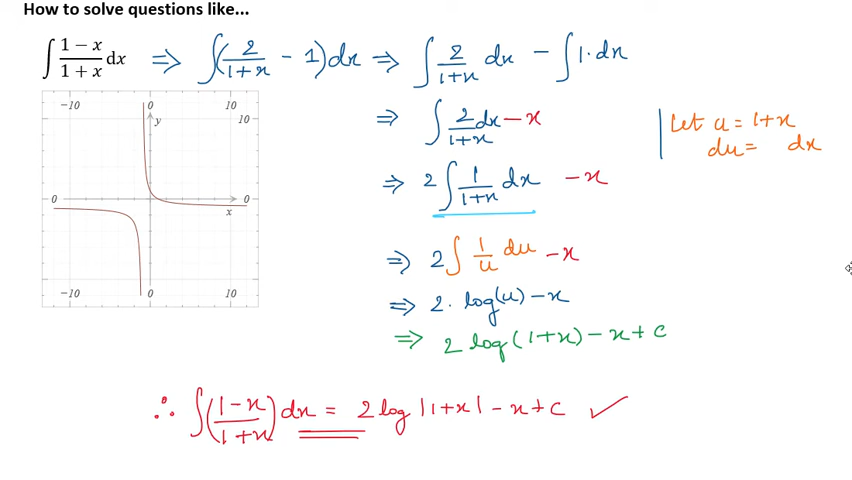 How to solve questions like...
∫ (1−x)/(1+x) dx ⇒ ∫(2/(1+x) − 1)dx ⇒ ∫ 2/(1+x) dx − ∫1·dx
⇒ ∫ 2/(1+x) dx − x
Let u = 1+x
du = dx
⇒ 2∫ 1/(1+x) dx − x
⇒ 2∫ 1/u du − x
⇒ 2· log(u) − x
⇒ 2 log(1+x) − x + c
−10 0 10
y
10 10
0 x 0
−10 0 10
∴ ∫((1−x)/(1+x)) dx = 2 log |1+x| − x + c ✓